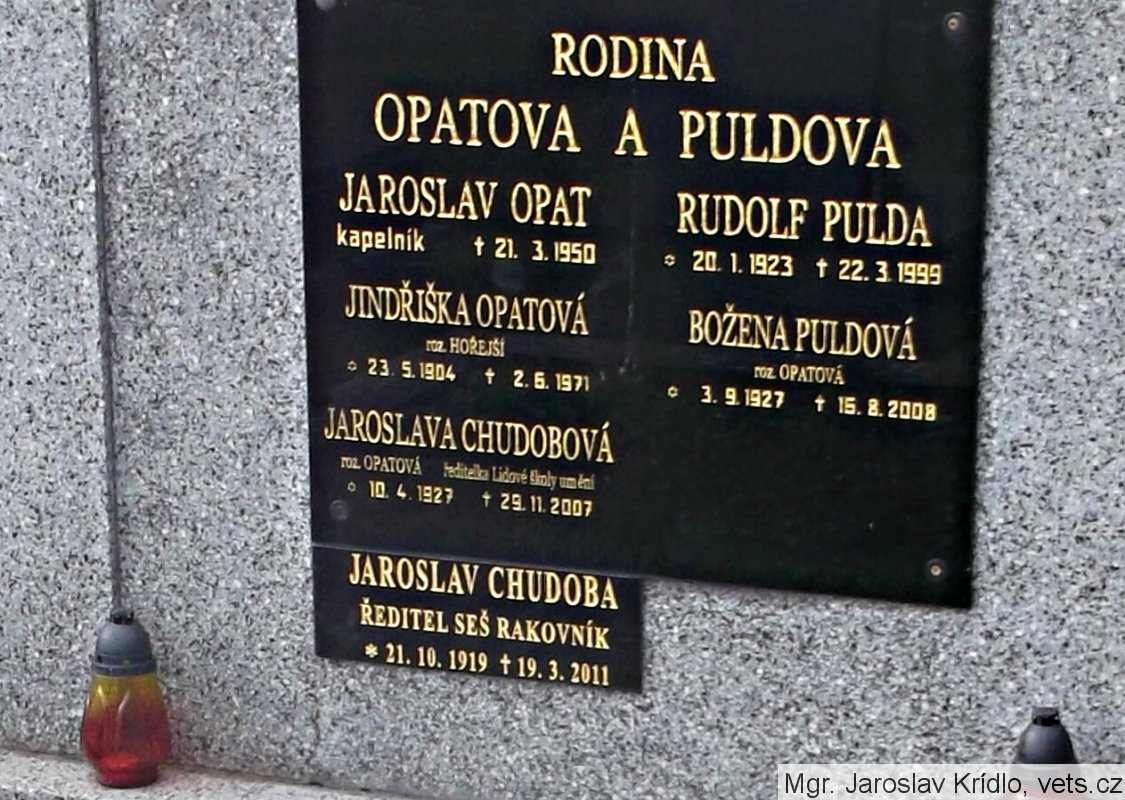 RODINA
OPATOVA A PULDOVA
JAROSLAV OPAT
kapelník † 21. 3. 1950
JINDŘIŠKA OPATOVÁ
roz. HOŘEJŠÍ
* 23. 5. 1904 † 2. 6. 1971
JAROSLAVA CHUDOBOVÁ
roz. OPATOVÁ ředitelka Lidové školy umění
* 10. 4. 1927 † 29. 11. 2007
RUDOLF PULDA
* 20. 1. 1923 † 22. 3. 1999
BOŽENA PULDOVÁ
roz. OPATOVÁ
* 3. 9. 1927 † 15. 8. 2008
JAROSLAV CHUDOBA
ŘEDITEL SEŠ RAKOVNÍK
* 21. 10. 1919 † 19. 3. 2011
Mgr. Jaroslav Krídlo, vets.cz